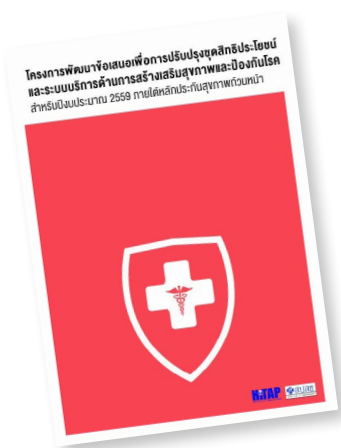 โครงการพัฒนาข้อเสนอเพื่อการปรับปรุงชุดสิทธิประโยชน์
และระบบบริการด้านการสร้างเสริมสุขภาพและป้องกันโรค
สำหรับปีงบประมาณ 2559 ภายใต้หลักประกันสุขภาพถ้วนหน้า
HITAP